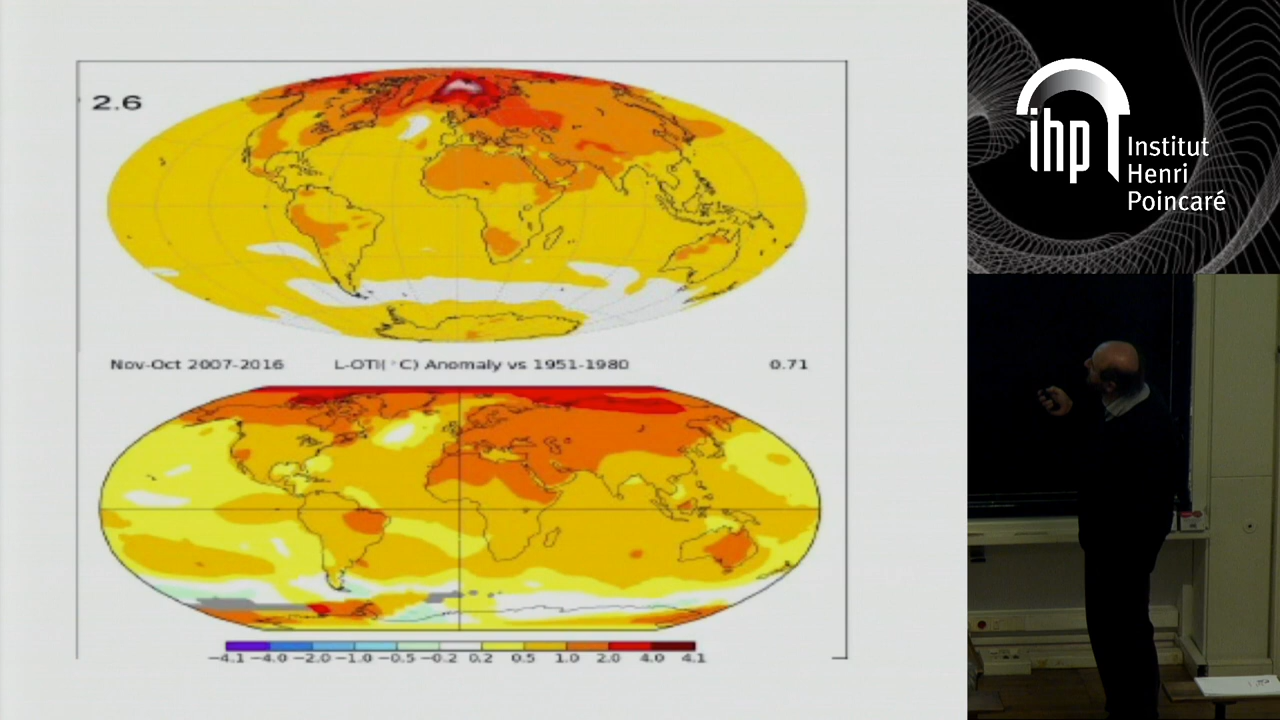 2.6
Nov-Oct 2007-2016 L-OTI(°C) Anomaly vs 1951-1980 0.71
-4.1 -4.0 -2.0 -1.0 -0.5 -0.2 0.2 0.5 1.0 2.0 4.0 4.1
ihp
Institut
Henri
Poincaré